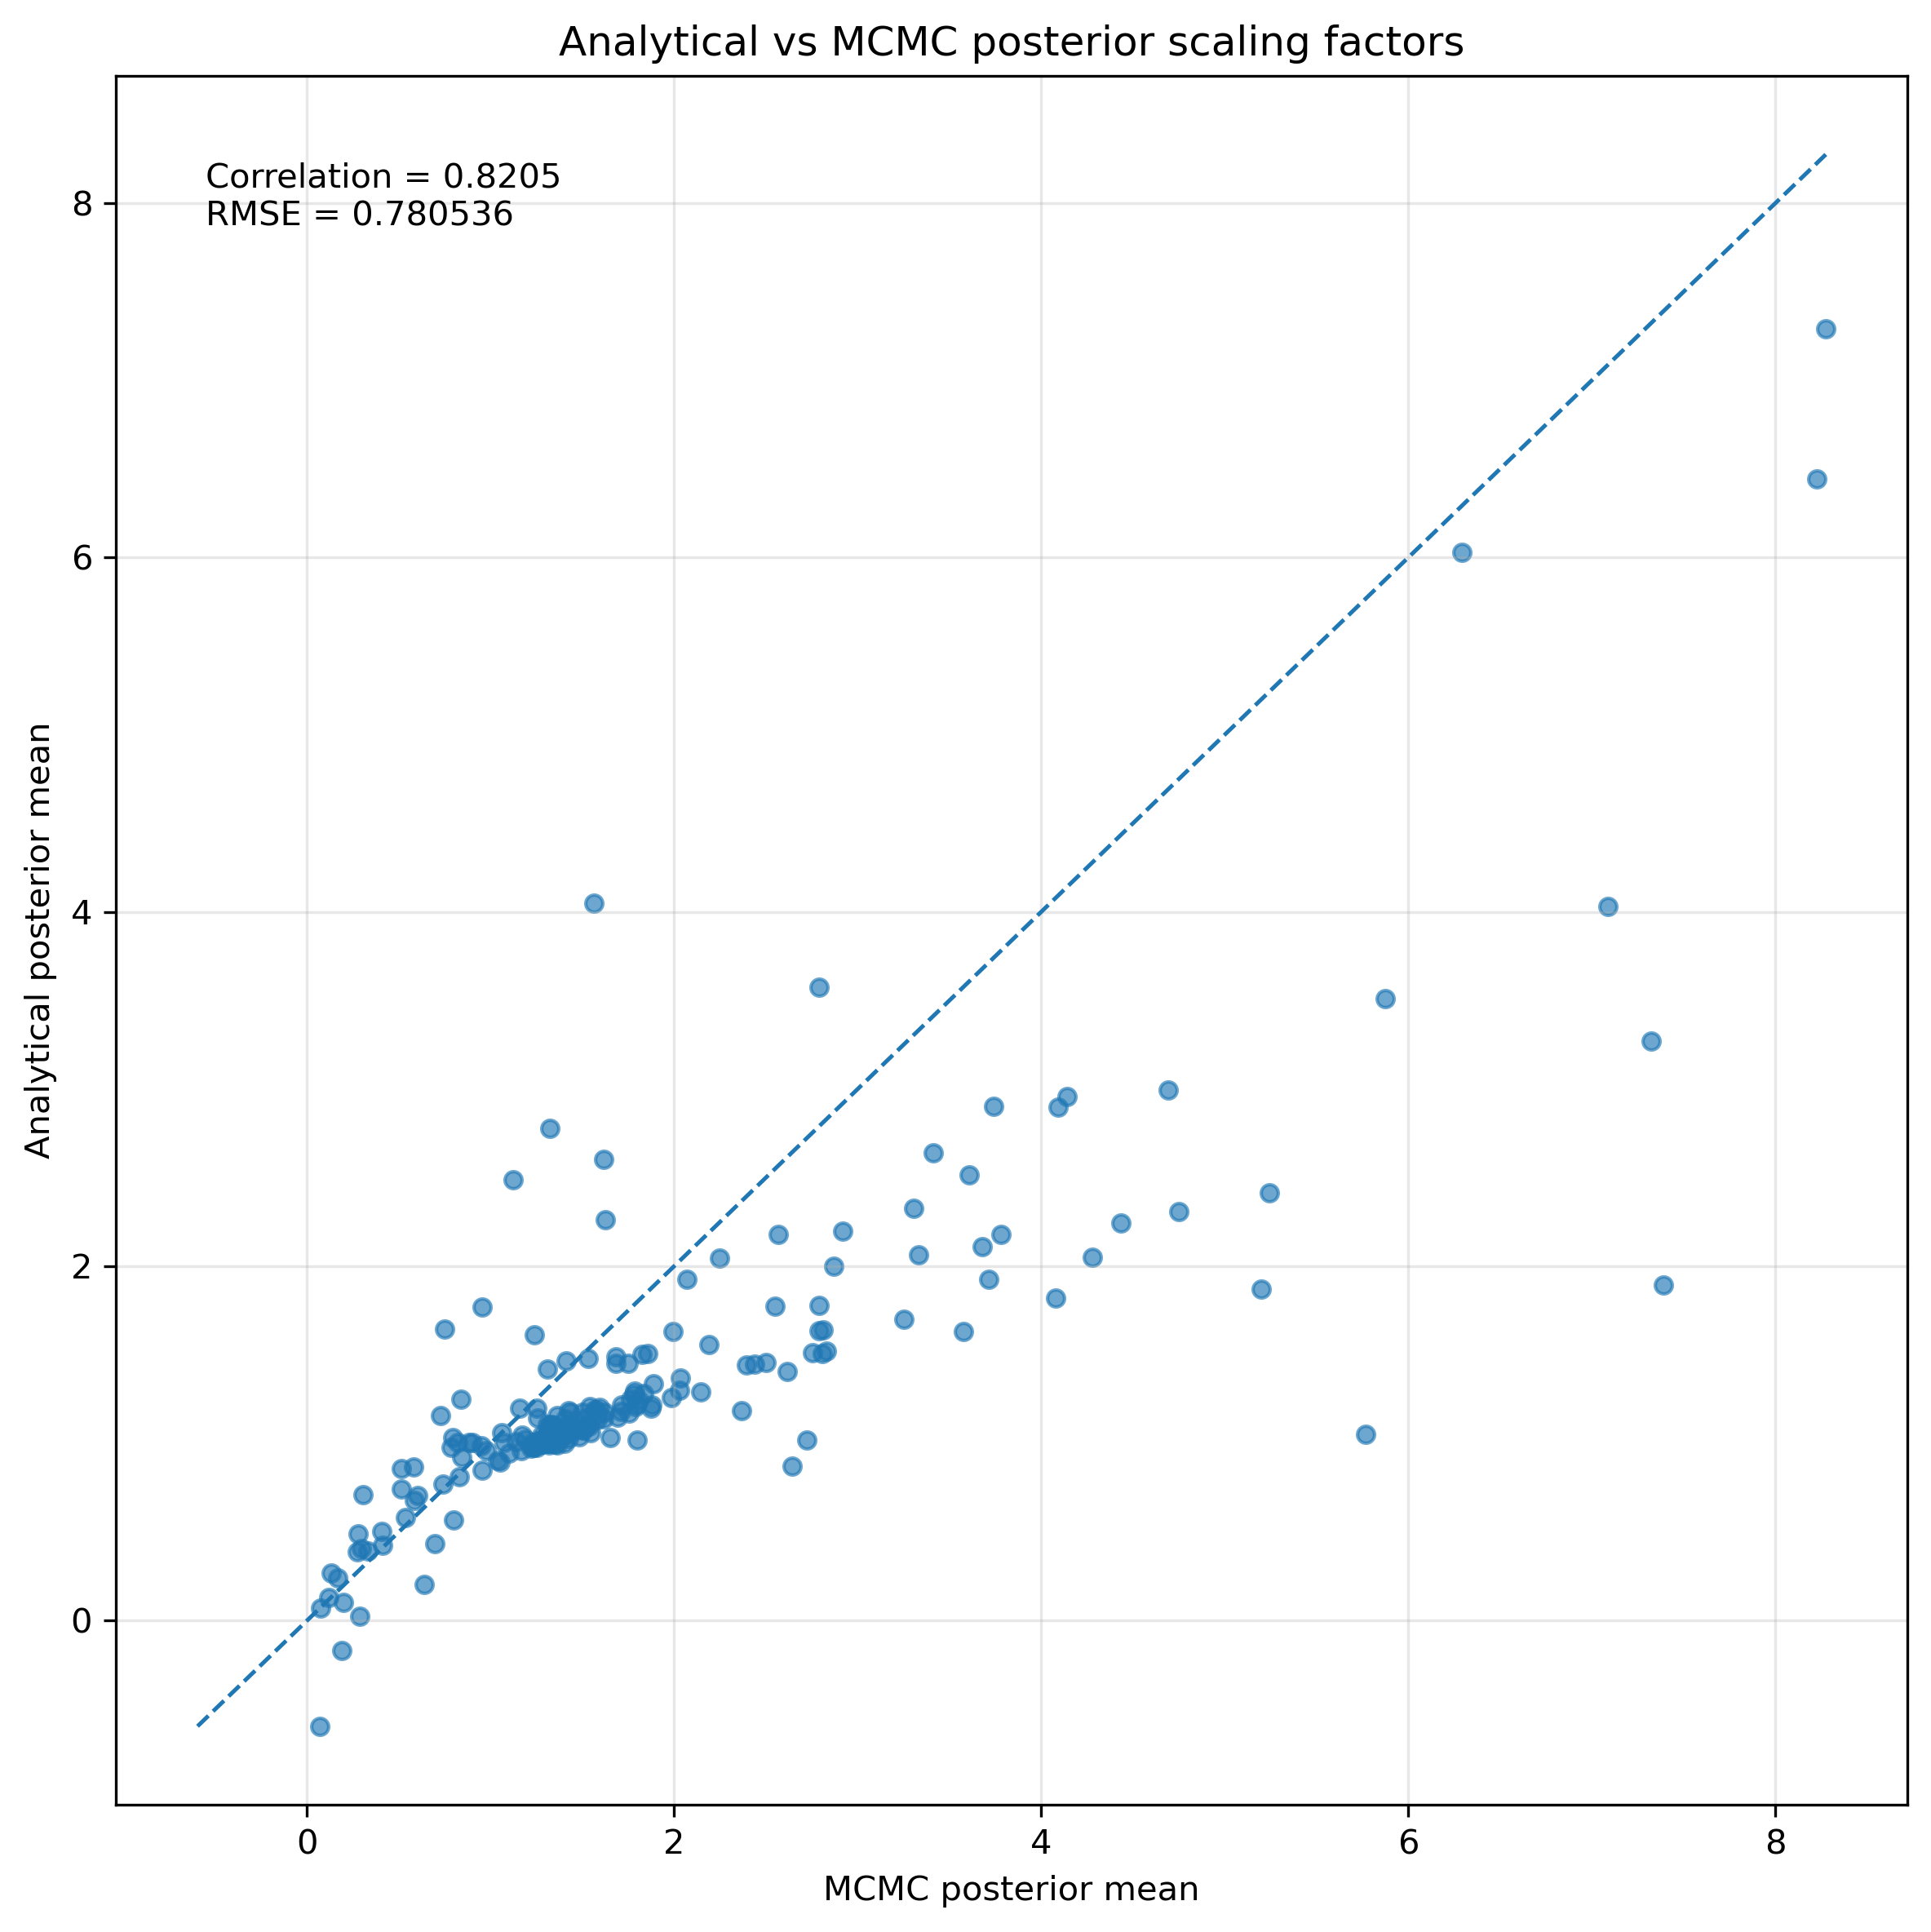 Analytical vs MCMC posterior scaling factors
Correlation = 0.8205
RMSE = 0.780536
8
6
4
2
0
Analytical posterior mean
0 2 4 6 8
MCMC posterior mean